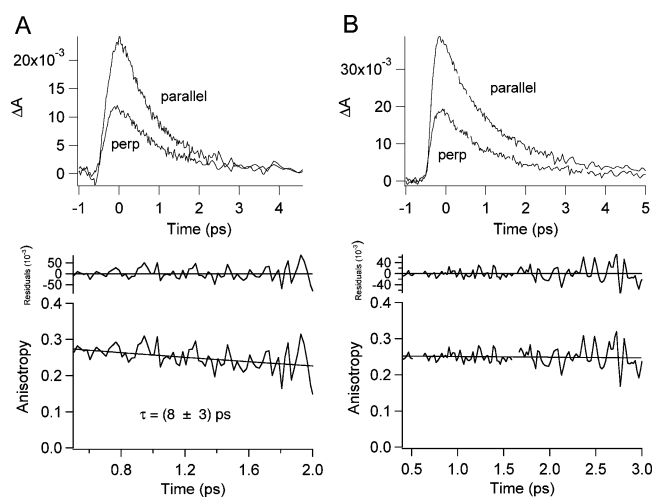 A
20x10⁻³
15
10
5
0
ΔA
parallel
perp
-1 0 1 2 3 4
Time (ps)
B
30x10⁻³
20
10
0
ΔA
parallel
perp
-1 0 1 2 3 4 5
Time (ps)
Residuals (10⁻³)
50
0
-50
0.4
0.3
0.2
0.1
0.0
Anisotropy
τ = (8 ± 3) ps
0.8 1.2 1.6 2.0
Time (ps)
Residuals (10⁻³)
40
0
-40
0.4
0.3
0.2
0.1
0.0
Anisotropy
0.5 1.0 1.5 2.0 2.5 3.0
Time (ps)